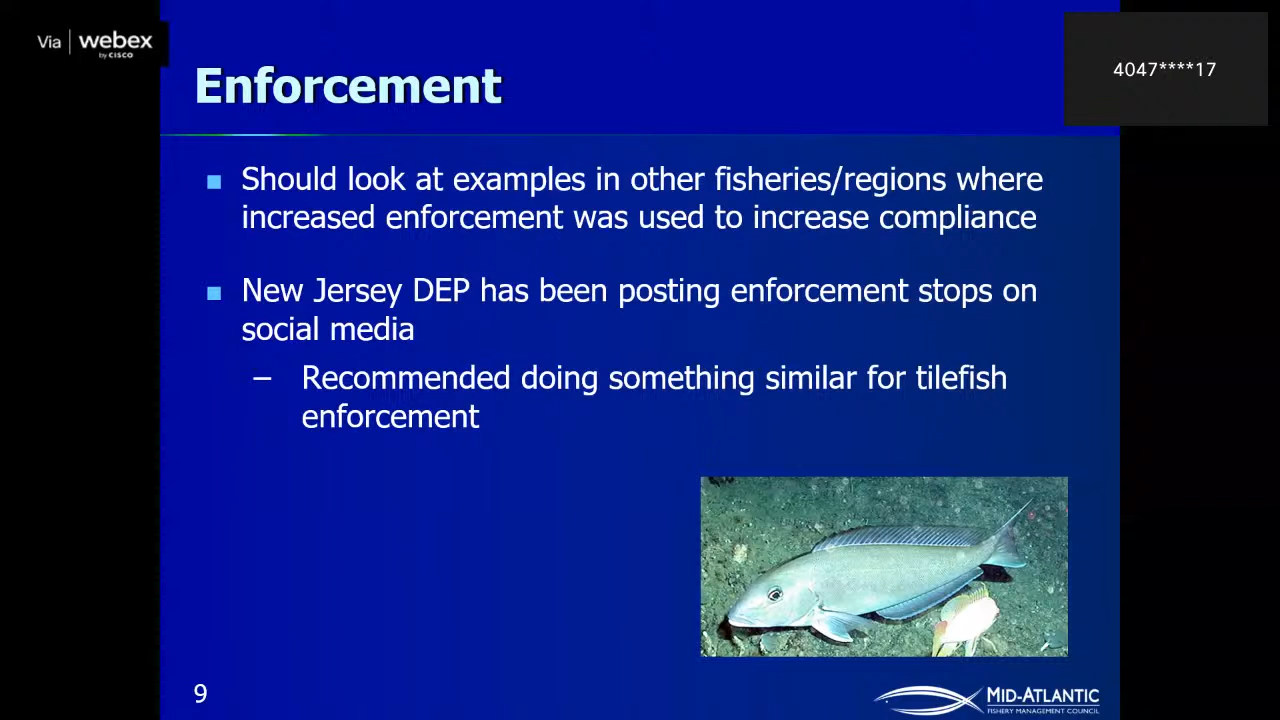 Via webex
by CISCO
4047****17
Enforcement
Should look at examples in other fisheries/regions where
increased enforcement was used to increase compliance
New Jersey DEP has been posting enforcement stops on
social media
– Recommended doing something similar for tilefish
enforcement
9
MID-ATLANTIC
FISHERY MANAGEMENT COUNCIL